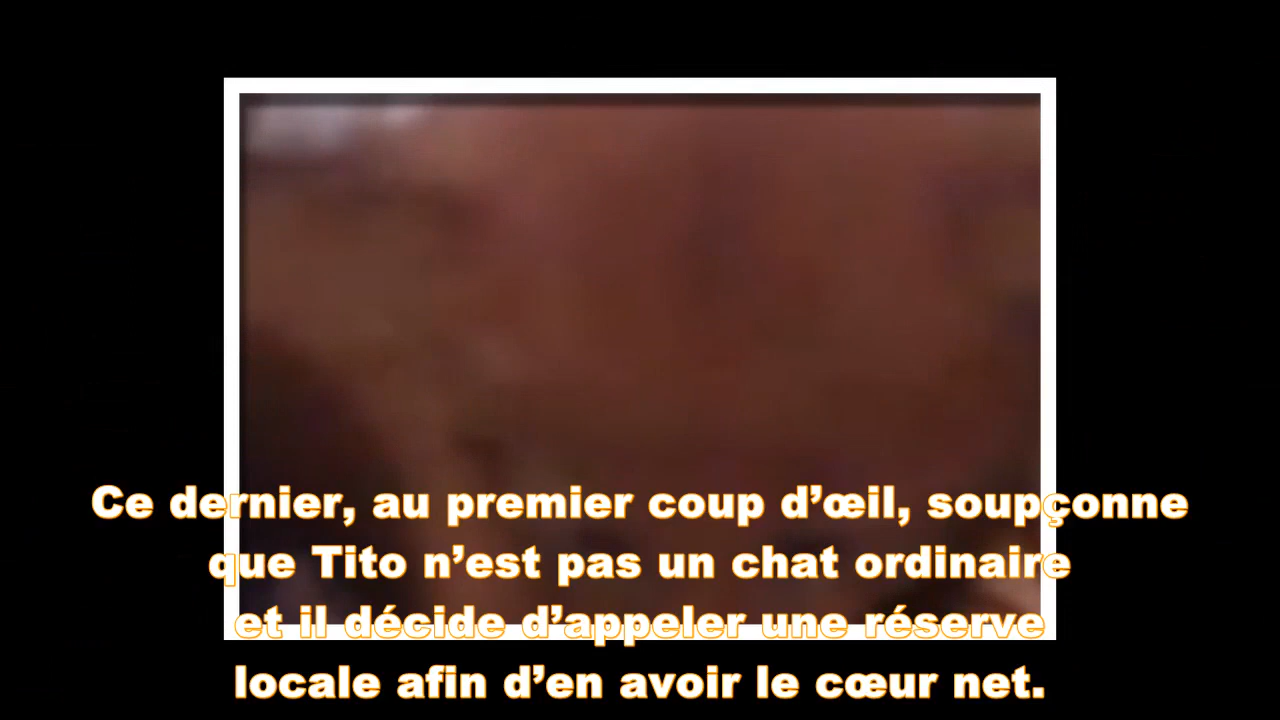 Ce dernier, au premier coup d’œil, soupçonne
que Tito n’est pas un chat ordinaire
et il décide d’appeler une réserve
locale afin d’en avoir le cœur net.